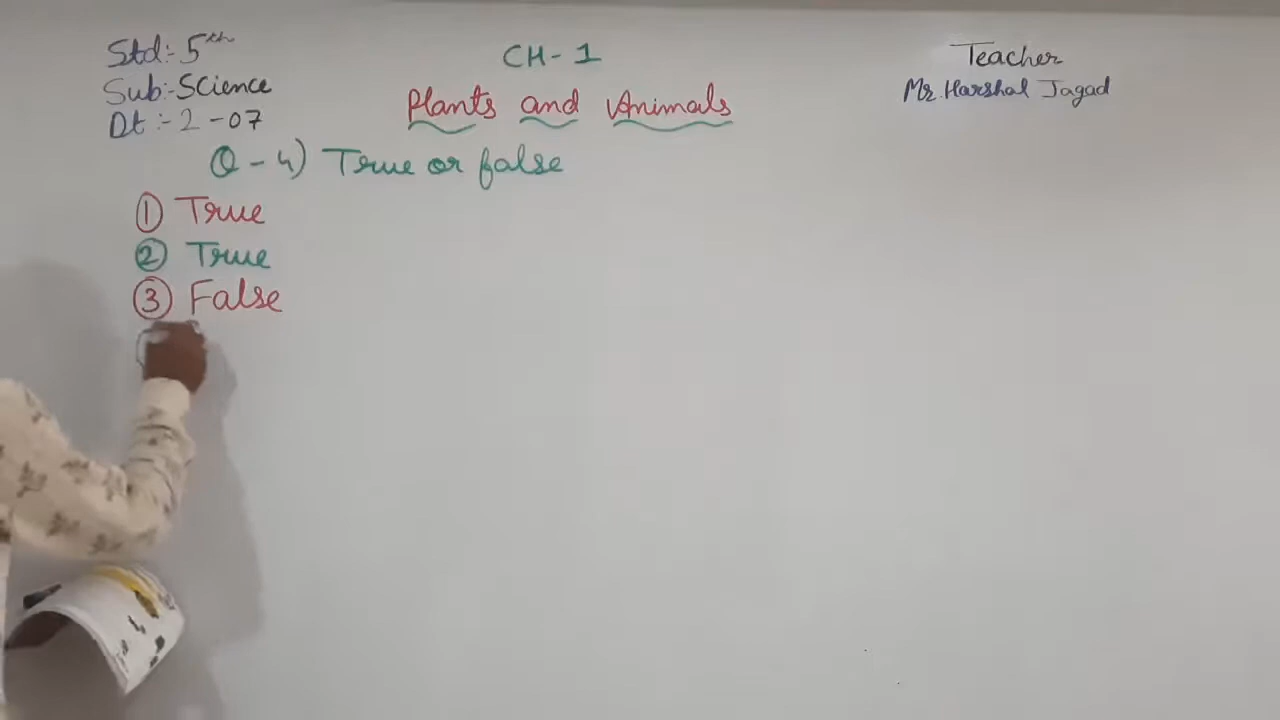 Std:- 5th
Sub:- Science
Dt :- 2 -07
CH - 1
Plants and Animals
Teacher
Mr. Harshal Jagad
Q - 4) True or false
① True
② True
③ False